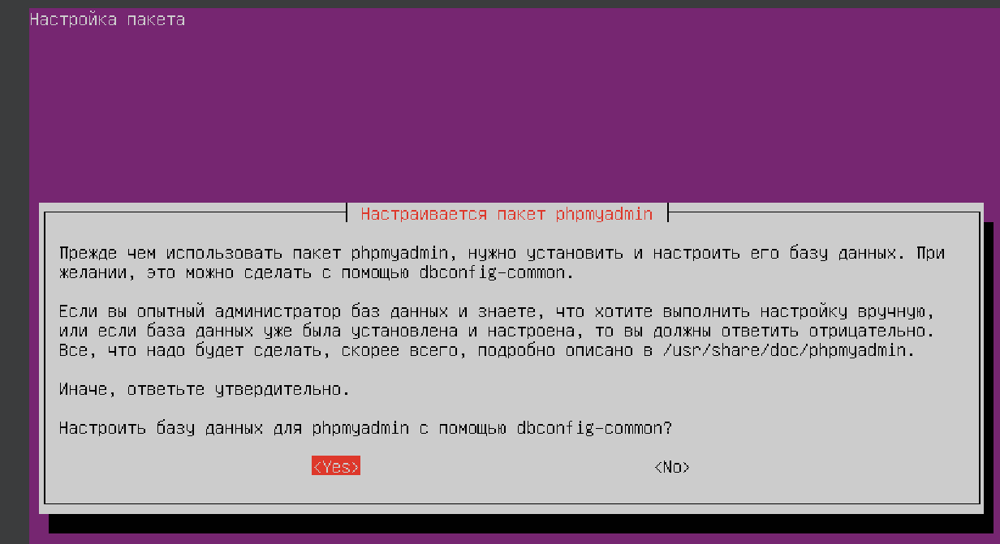 Настройка пакета
Настраивается пакет phpmyadmin
Прежде чем использовать пакет phpmyadmin, нужно установить и настроить его базу данных. При
желании, это можно сделать с помощью dbconfig-common.
Если вы опытный администратор баз данных и знаете, что хотите выполнить настройку вручную,
или если база данных уже была установлена и настроена, то вы должны ответить отрицательно.
Все, что надо будет сделать, скорее всего, подробно описано в /usr/share/doc/phpmyadmin.
Иначе, ответьте утвердительно.
Настроить базу данных для phpmyadmin с помощью dbconfig-common?
<Yes> <No>